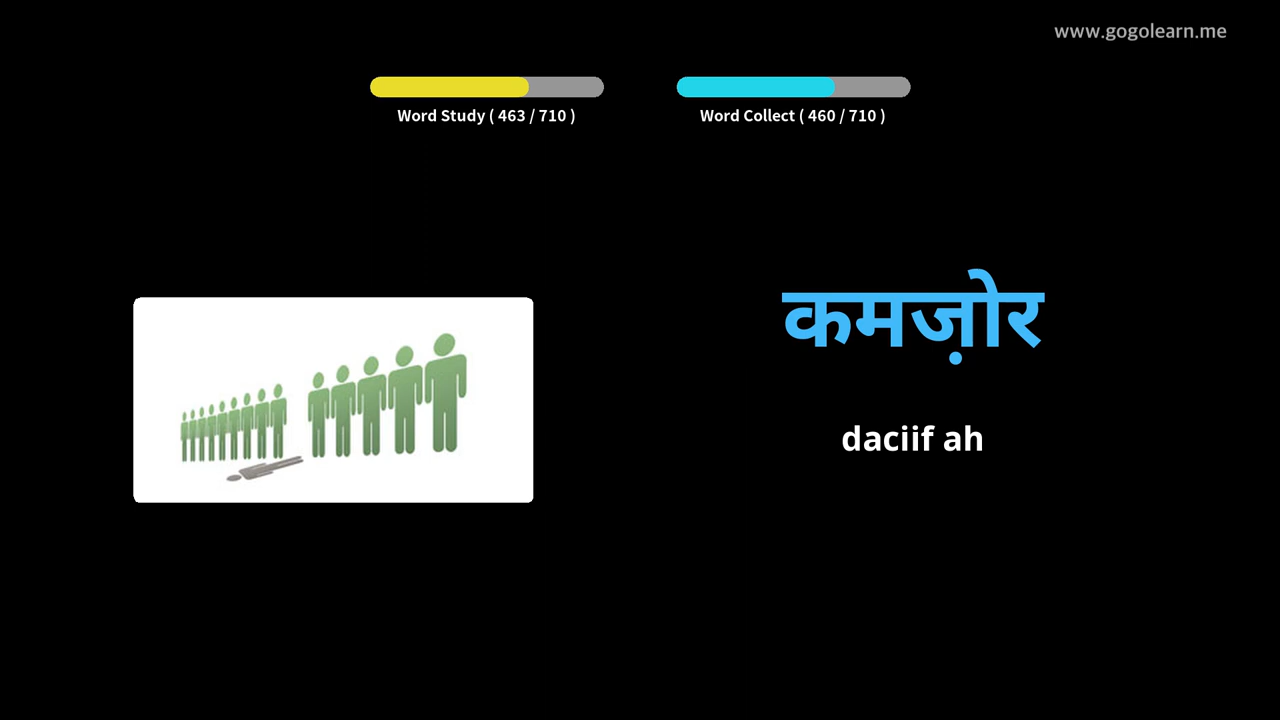 www.gogolearn.me
Word Study ( 463 / 710 )
Word Collect ( 460 / 710 )
कमज़ोर
daciif ah